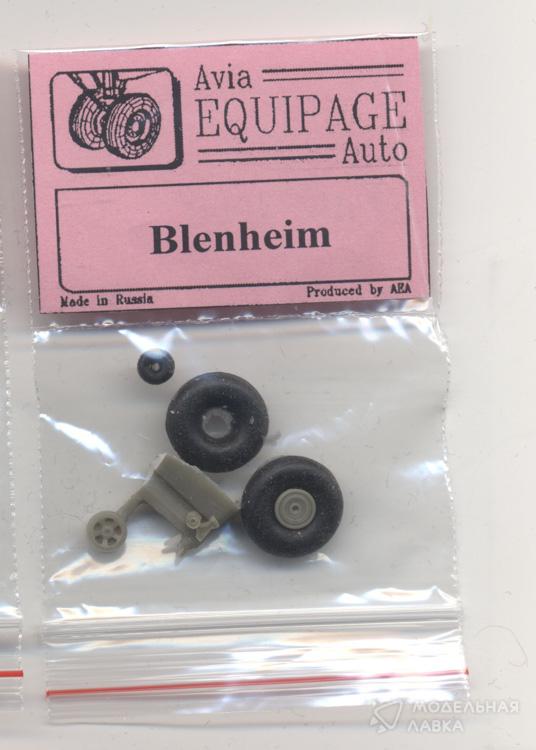 Avia
EQUIPAGE
Auto
Blenheim
Made in Russia
Produced by AEA
МОДЕЛЬНАЯ
ЛАВКА